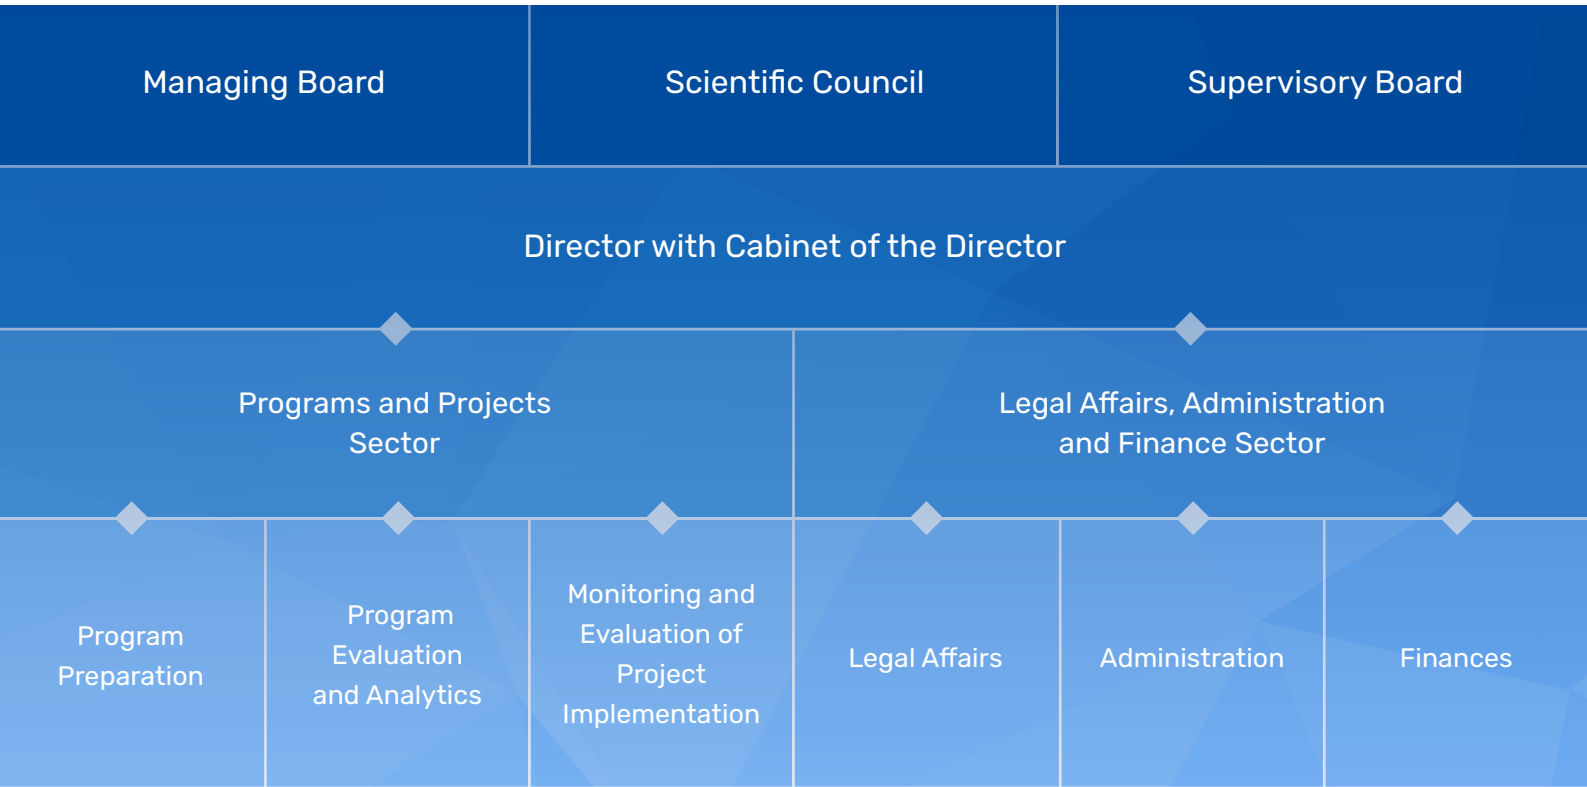 Managing Board
Scientific Council
Supervisory Board
Director with Cabinet of the Director
Programs and Projects
Sector
Legal Affairs, Administration
and Finance Sector
Program
Preparation
Program
Evaluation
and Analytics
Monitoring and
Evaluation of
Project
Implementation
Legal Affairs
Administration
Finances